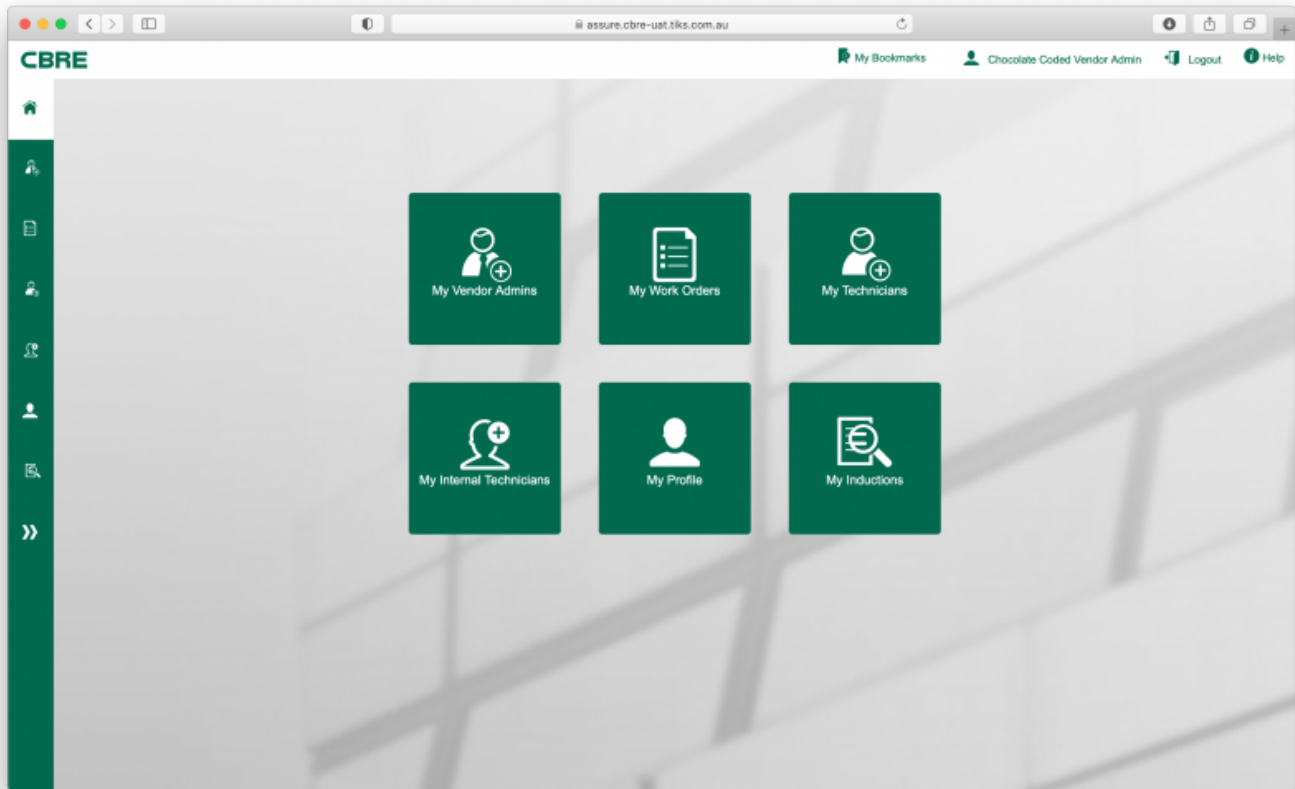 assure.cbre-uat.tiks.com.au
CBRE
My Bookmarks
Chocolate Coded Vendor Admin
Logout
Help
My Vendor Admins
My Work Orders
My Technicians
My Internal Technicians
My Profile
My Inductions